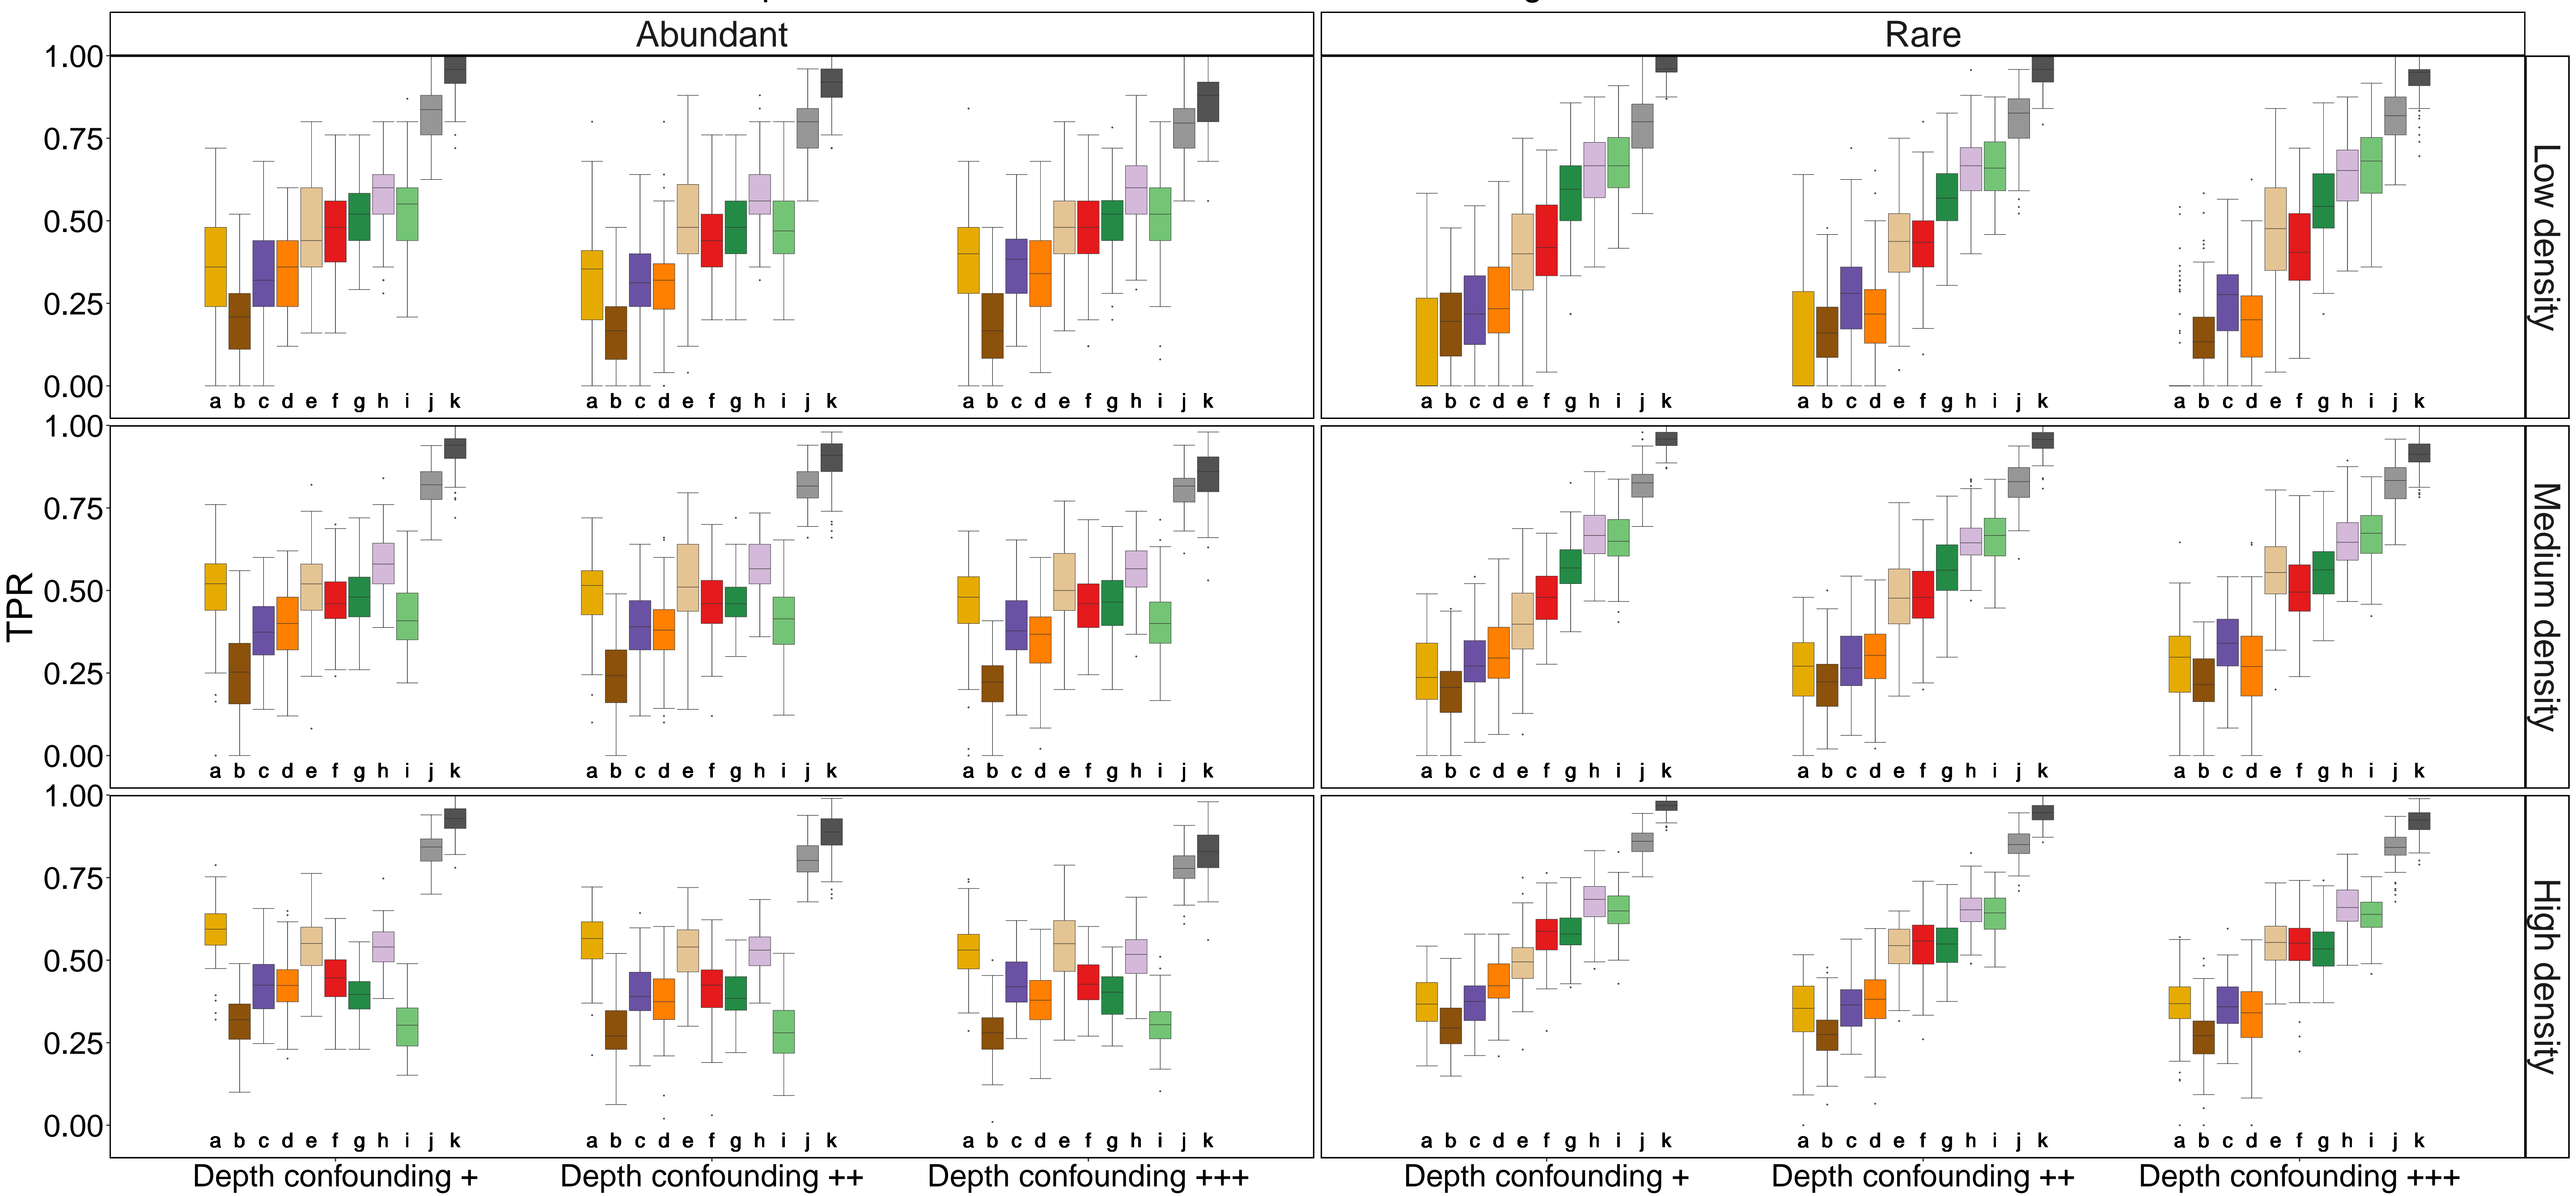 Abundant Rare
1.00
0.75
0.50
0.25
0.00
a b c d e f g h i j k a b c d e f g h i j k a b c d e f g h i j k a b c d e f g h i j k a b c d e f g h i j k a b c d e f g h i j k
Low density
1.00
0.75
0.50
0.25
0.00
a b c d e f g h i j k a b c d e f g h i j k a b c d e f g h i j k a b c d e f g h i j k a b c d e f g h i j k a b c d e f g h i j k
Medium density
TPR
1.00
0.75
0.50
0.25
0.00
a b c d e f g h i j k a b c d e f g h i j k a b c d e f g h i j k a b c d e f g h i j k a b c d e f g h i j k a b c d e f g h i j k
High density
Depth confounding + Depth confounding ++ Depth confounding +++ Depth confounding + Depth confounding ++ Depth confounding +++